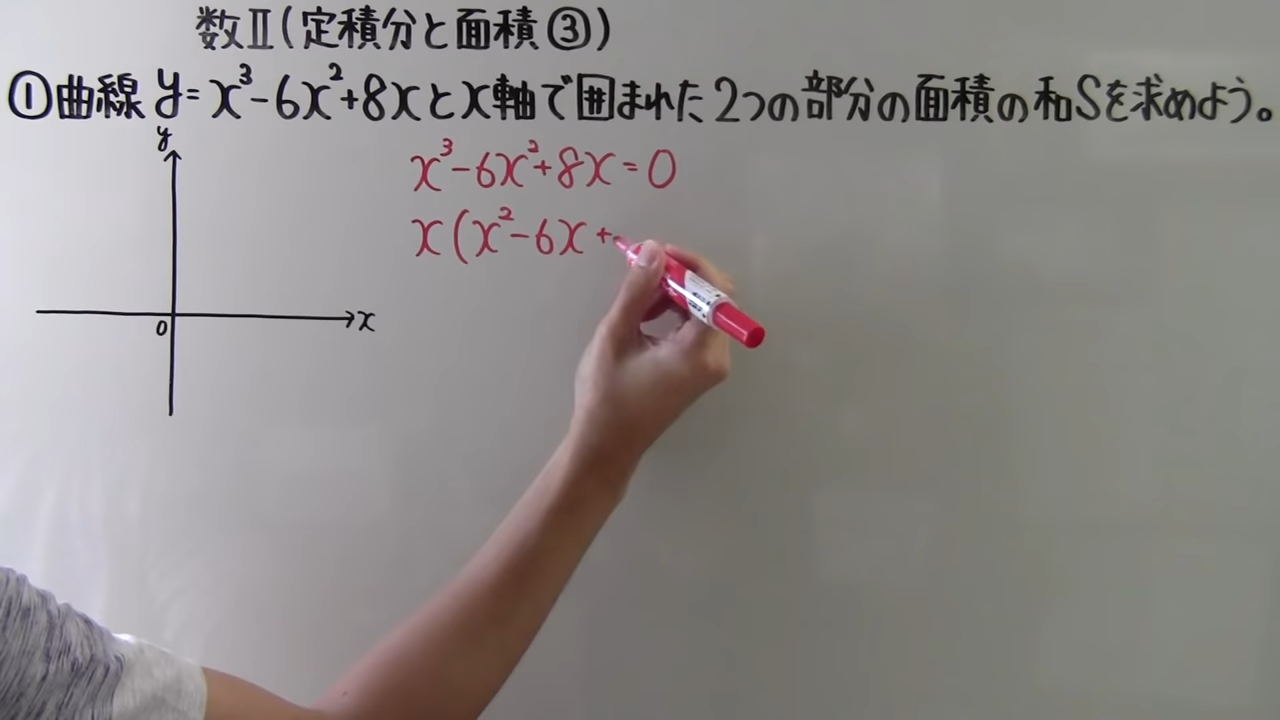 数Ⅱ(定積分と面積③)
①曲線 y=x³-6x²+8xとx軸で囲まれた2つの部分の面積の和Sを求めよう。
y
x³-6x²+8x=0
x(x²-6x+
0
x